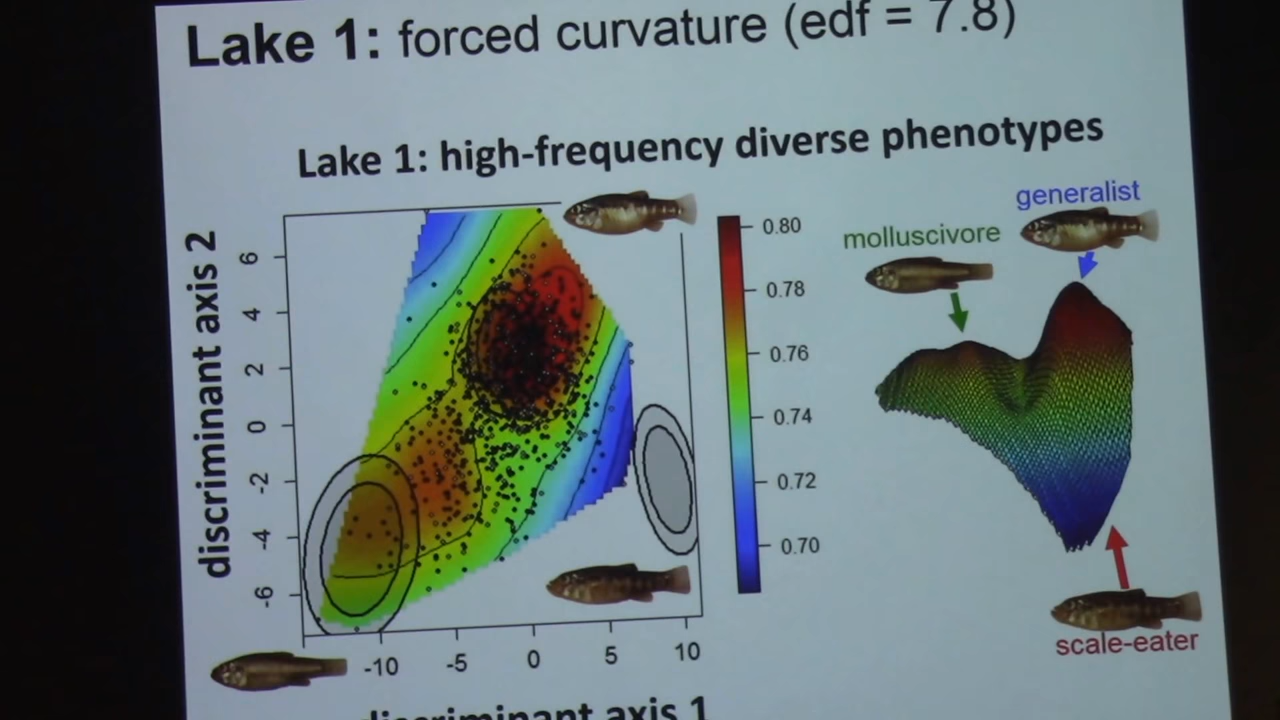 Lake 1: forced curvature (edf = 7.8)
Lake 1: high-frequency diverse phenotypes
generalist
molluscivore
scale-eater
discriminant axis 2
6
4
2
0
-2
-4
-6
-10
-5
0
5
10
discriminant axis 1
0.80
0.78
0.76
0.74
0.72
0.70